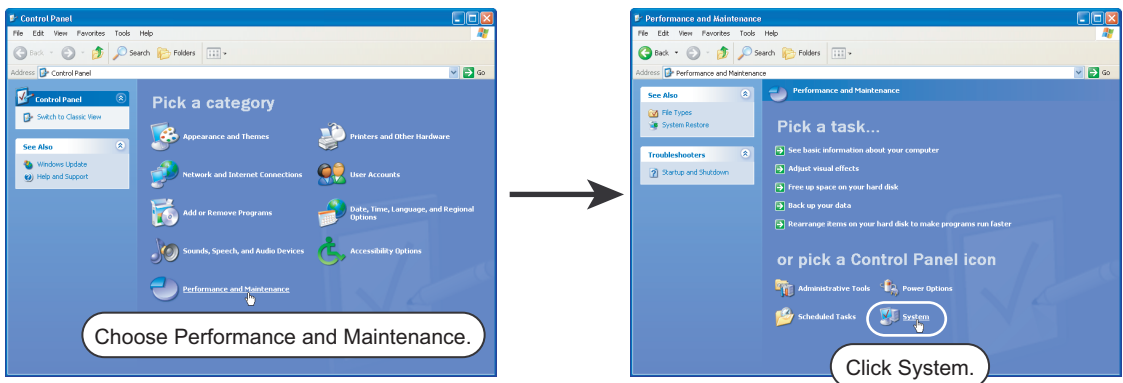 Control Panel
File Edit View Favorites Tools Help
Back Search Folders
Address Control Panel Go
Control Panel
Switch to Classic View
See Also
Windows Update
Help and Support
Pick a category
Appearance and Themes
Printers and Other Hardware
Network and Internet Connections
User Accounts
Add or Remove Programs
Date, Time, Language, and Regional
Options
Sounds, Speech, and Audio Devices
Accessibility Options
Performance and Maintenance
Choose Performance and Maintenance.
Performance and Maintenance
File Edit View Favorites Tools Help
Back Search Folders
Address Performance and Maintenance Go
See Also
File Types
System Restore
Troubleshooters
Startup and Shutdown
Performance and Maintenance
Pick a task...
See basic information about your computer
Adjust visual effects
Free up space on your hard disk
Back up your data
Rearrange items on your hard disk to make programs run faster
or pick a Control Panel icon
Administrative Tools
Power Options
Scheduled Tasks
System
Click System.